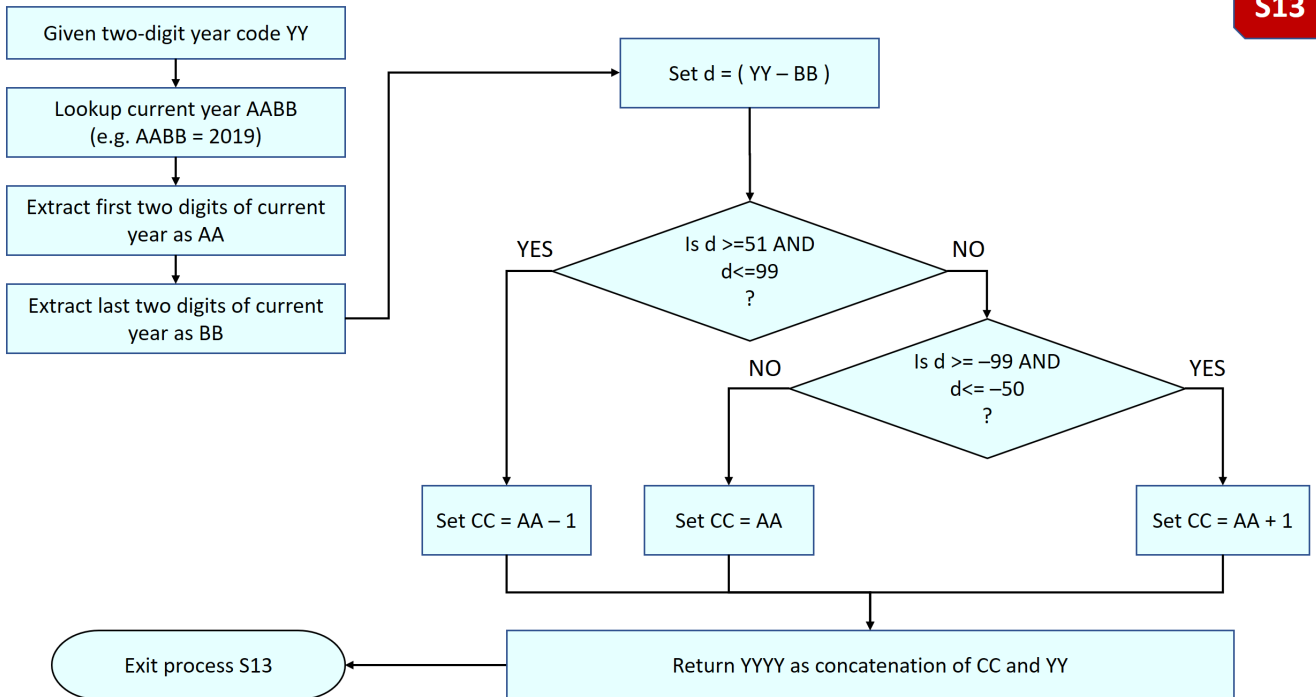 S13
Given two-digit year code YY
Lookup current year AABB
(e.g. AABB = 2019)
Extract first two digits of current
year as AA
Extract last two digits of current
year as BB
Set d = ( YY – BB )
Is d >=51 AND
d<=99
?
YES
NO
Is d >= –99 AND
d<= –50
?
NO
YES
Set CC = AA – 1
Set CC = AA
Set CC = AA + 1
Return YYYY as concatenation of CC and YY
Exit process S13